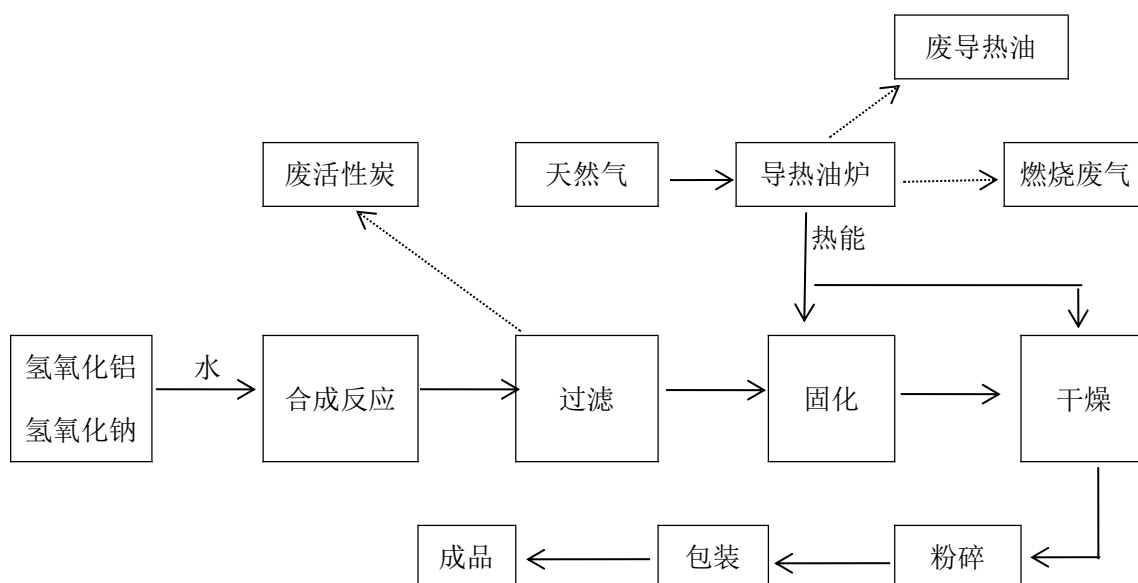 废导热油
废活性炭
天然气
导热油炉
燃烧废气
热能
氢氧化铝
氢氧化钠
水
合成反应
过滤
固化
干燥
成品
包装
粉碎